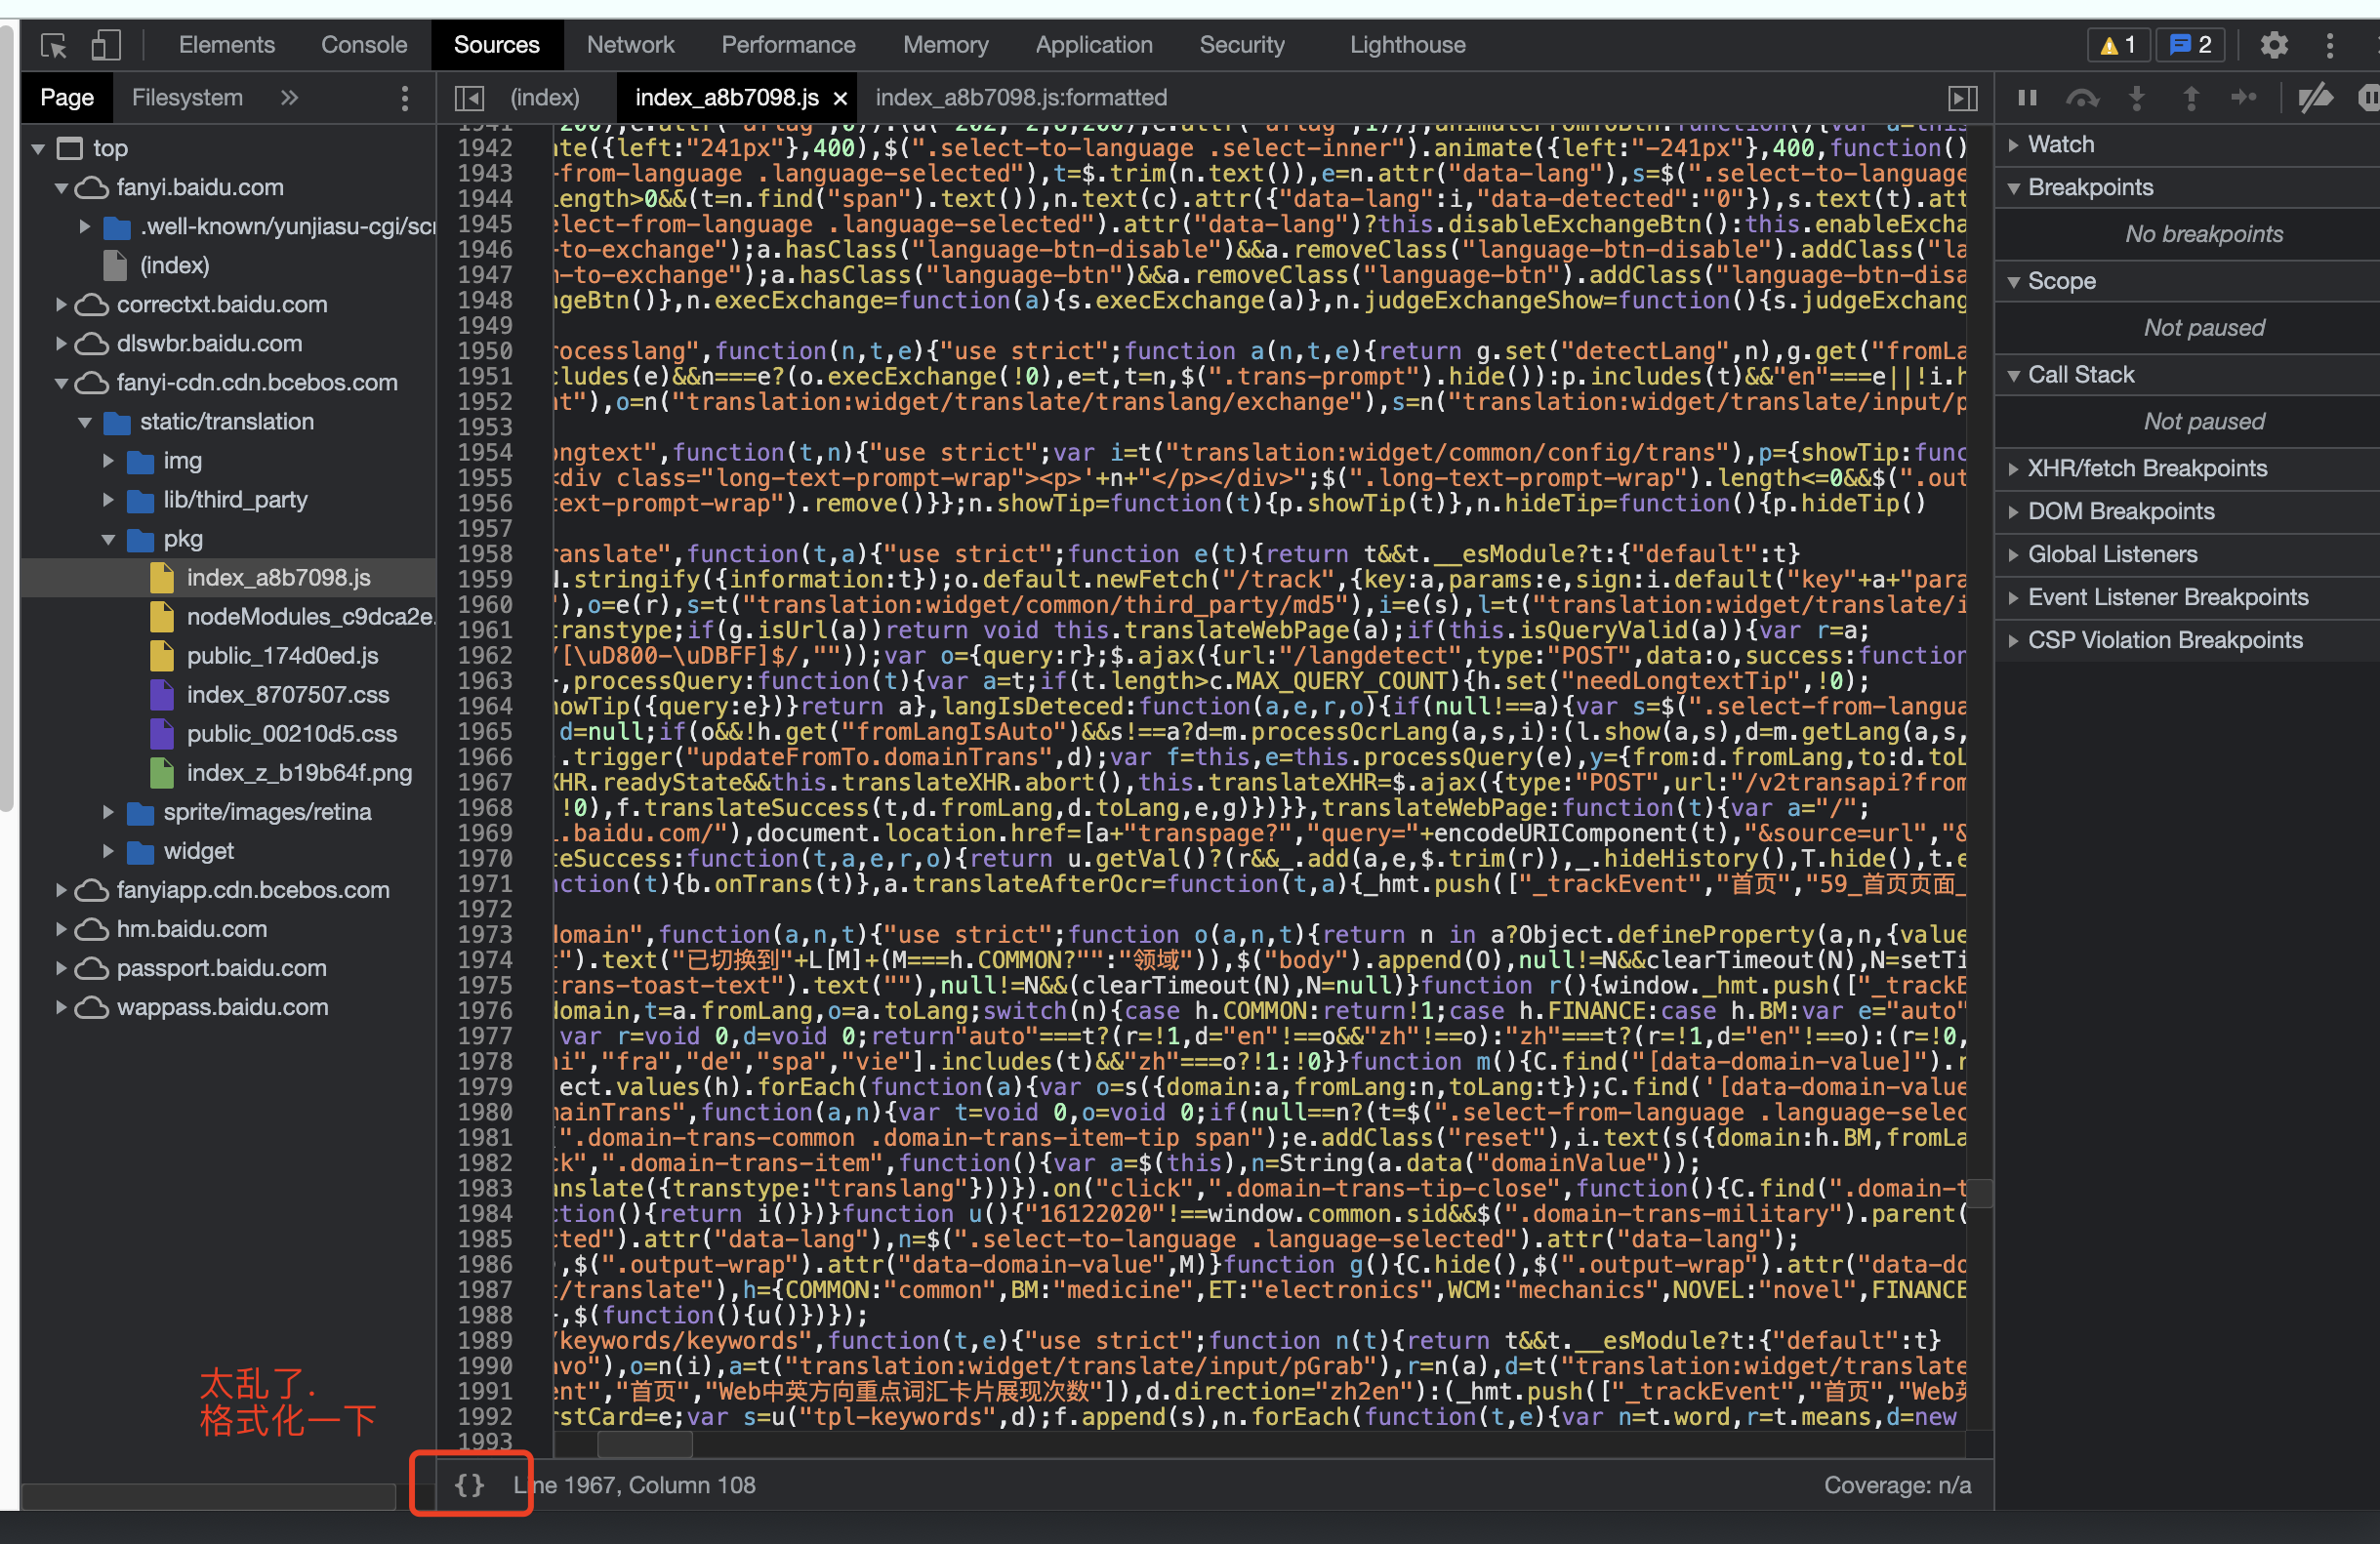 Elements Console Sources Network Performance Memory Application Security Lighthouse 1 2
Page Filesystem » (index) index_a8b7098.js × index_a8b7098.js:formatted
top
fanyi.baidu.com
.well-known/yunjiasu-cgi/scr
(index)
correctxt.baidu.com
dlswbr.baidu.com
fanyi-cdn.cdn.bcebos.com
static/translation
img
lib/third_party
pkg
index_a8b7098.js
nodeModules_c9dca2e.
public_174d0ed.js
index_8707507.css
public_00210d5.css
index_z_b19b64f.png
sprite/images/retina
widget
fanyiapp.cdn.bcebos.com
hm.baidu.com
passport.baidu.com
wappass.baidu.com
太乱了.
格式化一下
1942 ate({left:"241px"},400),$(".select-to-language .select-inner").animate({left:"-241px"},400,function()
1943 -from-language .language-selected"),t=$.trim(n.text()),e=n.attr("data-lang"),s=$(".select-to-language
1944 length>0&&(t=n.find("span").text()),n.text(c).attr({"data-lang":i,"data-detected":"0"}),s.text(t).att
1945 elect-from-language .language-selected").attr("data-lang")?this.disableExchangeBtn():this.enableExcha
1946 -to-exchange");a.hasClass("language-btn-disable")&&a.removeClass("language-btn-disable").addClass("la
1947 n-to-exchange");a.hasClass("language-btn")&&a.removeClass("language-btn").addClass("language-btn-disa
1948 ngeBtn()},n.execExchange=function(a){s.execExchange(a)},n.judgeExchangeShow=function(){s.judgeExchang
1949
1950 rocesslang",function(n,t,e){"use strict";function a(n,t,e){return g.set("detectLang",n),g.get("fromLa
1951 cludes(e)&&n===e?(o.execExchange(!0),e=t,t=n,$(".trans-prompt").hide()):p.includes(t)&&"en"===e||!i.h
1952 nt"),o=n("translation:widget/translate/translang/exchange"),s=n("translation:widget/translate/input/p
1953
1954 ongtext",function(t,n){"use strict";var i=t("translation:widget/common/config/trans"),p={showTip:func
1955 <div class="long-text-prompt-wrap"><p>'+n+"</p></div>";$(".long-text-prompt-wrap").length<=0&&$(".out
1956 text-prompt-wrap").remove()}};n.showTip=function(t){p.showTip(t)},n.hideTip=function(){p.hideTip()
1957
1958 ranslate",function(t,a){"use strict";function e(t){return t&&t.__esModule?t:{"default":t}
1959 N.stringify({information:t});o.default.newFetch("/track",{key:a,params:e,sign:i.default("key"+a+"para
1960 "),o=e(r),s=t("translation:widget/common/third_party/md5"),i=e(s),l=t("translation:widget/translate/i
1961 transtype;if(g.isUrl(a))return void this.translateWebPage(a);if(this.isQueryValid(a)){var r=a;
1962 /[\uD800-\uDBFF]$/,""));var o={query:r};$.ajax({url:"/langdetect",type:"POST",data:o,success:function
1963 },processQuery:function(t){var a=t;if(t.length>c.MAX_QUERY_COUNT){h.set("needLongtextTip",!0);
1964 howTip({query:e})}return a},langIsDeteced:function(a,e,r,o){if(null!==a){var s=$(".select-from-langua
1965 d=null;if(o&&!h.get("fromLangIsAuto")&&s!==a?d=m.processOcrLang(a,s,i):(l.show(a,s),d=m.getLang(a,s,
1966 .trigger("updateFromTo.domainTrans",d);var f=this,e=this.processQuery(e),y={from:d.fromLang,to:d.toL
1967 XHR.readyState&&this.translateXHR.abort(),this.translateXHR=$.ajax({type:"POST",url:"/v2transapi?from
1968 !0),f.translateSuccess(t,d.fromLang,d.toLang,e,g)})}},translateWebPage:function(t){var a="/";
1969 i.baidu.com/"),document.location.href=[a+"transpage?","query="+encodeURIComponent(t),"&source=url","&
1970 teSuccess:function(t,a,e,r,o){return u.getVal()?(r&&_.add(a,e,$.trim(r)),_.hideHistory(),T.hide(),t.e
1971 nction(t){b.onTrans(t)},a.translateAfterOcr=function(t,a){_hmt.push(["_trackEvent","首页","59_首页页面_
1972
1973 domain",function(a,n,t){"use strict";function o(a,n,t){return n in a?Object.defineProperty(a,n,{value
1974 t").text("已切换到"+L[M]+(M===h.COMMON?"":"领域")),$("body").append(O),null!=N&&clearTimeout(N),N=setTi
1975 trans-toast-text").text(""),null!=N&&(clearTimeout(N),N=null)}function r(){window._hmt.push(["_trackE
1976 domain,t=a.fromLang,o=a.toLang;switch(n){case h.COMMON:return!1;case h.FINANCE:case h.BM:var e="auto"
1977 var r=void 0,d=void 0;return"auto"===t?(r=!1,d="en"!==o&&"zh"!==o):"zh"===t?(r=!1,d="en"!==o):(r=!0,
1978 ni","fra","de","spa","vie"].includes(t)&&"zh"===o?!1:!0}}function m(){C.find("[data-domain-value]").r
1979 ject.values(h).forEach(function(a){var o=s({domain:a,fromLang:n,toLang:t});C.find('[data-domain-value
1980 mainTrans",function(a,n){var t=void 0,o=void 0;if(null==n?(t=$(".select-from-language .language-selec
1981 (".domain-trans-common .domain-trans-item-tip span");e.addClass("reset"),i.text(s({domain:h.BM,fromLa
1982 ck",".domain-trans-item",function(){var a=$(this),n=String(a.data("domainValue"));
1983 anslate({transtype:"translang"}))}).on("click",".domain-trans-tip-close",function(){C.find(".domain-t
1984 ction(){return i()})}function u(){"16122020"!==window.common.sid&&$(".domain-trans-military").parent(
1985 cted").attr("data-lang"),n=$(".select-to-language .language-selected").attr("data-lang");
1986 ,$(".output-wrap").attr("data-domain-value",M)}function g(){C.hide(),$(".output-wrap").attr("data-do
1987 t/translate"),h={COMMON:"common",BM:"medicine",ET:"electronics",WCM:"mechanics",NOVEL:"novel",FINANCE
1988 },$(function(){u()})});
1989 /keywords/keywords",function(t,e){"use strict";function n(t){return t&&t.__esModule?t:{"default":t}
1990 avo"),o=n(i),a=t("translation:widget/translate/input/pGrab"),r=n(a),d=t("translation:widget/translate
1991 ent","首页","Web中英方向重点词汇卡片展现次数"]),d.direction="zh2en"):(_hmt.push(["_trackEvent","首页","Web英
1992 rstCard=e;var s=u("tpl-keywords",d);f.append(s),n.forEach(function(t,e){var n=t.word,r=t.means,d=new
1993
{} Line 1967, Column 108 Coverage: n/a
Watch
Breakpoints
No breakpoints
Scope
Not paused
Call Stack
Not paused
XHR/fetch Breakpoints
DOM Breakpoints
Global Listeners
Event Listener Breakpoints
CSP Violation Breakpoints